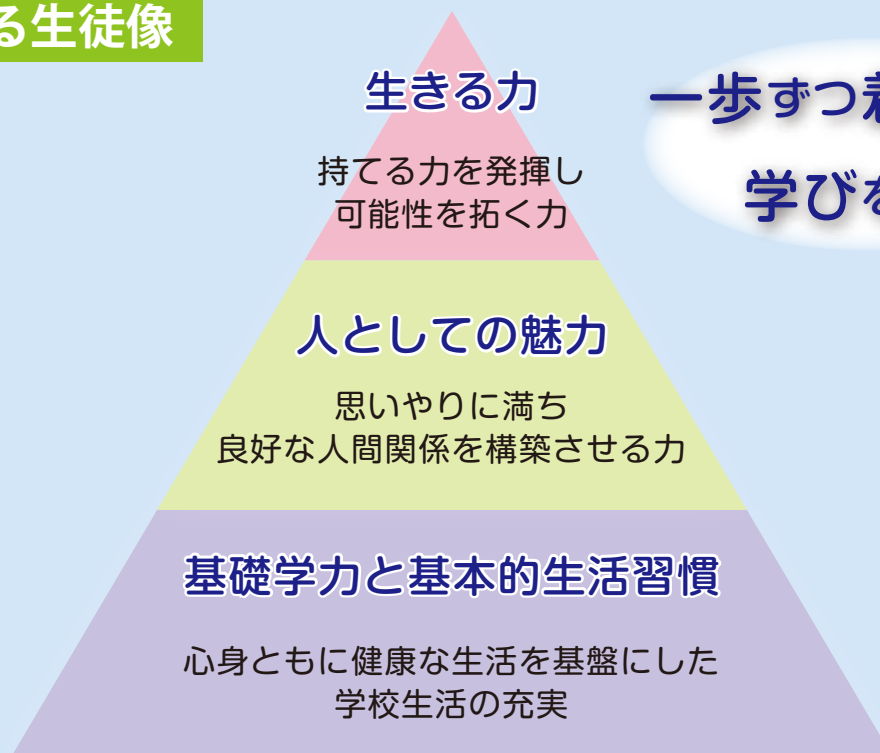 る生徒像
生きる力
持てる力を発揮し
可能性を拓く力
一歩ずつ着
学びを
人としての魅力
思いやりに満ち
良好な人間関係を構築させる力
基礎学力と基本的生活習慣
心身ともに健康な生活を基盤にした
学校生活の充実